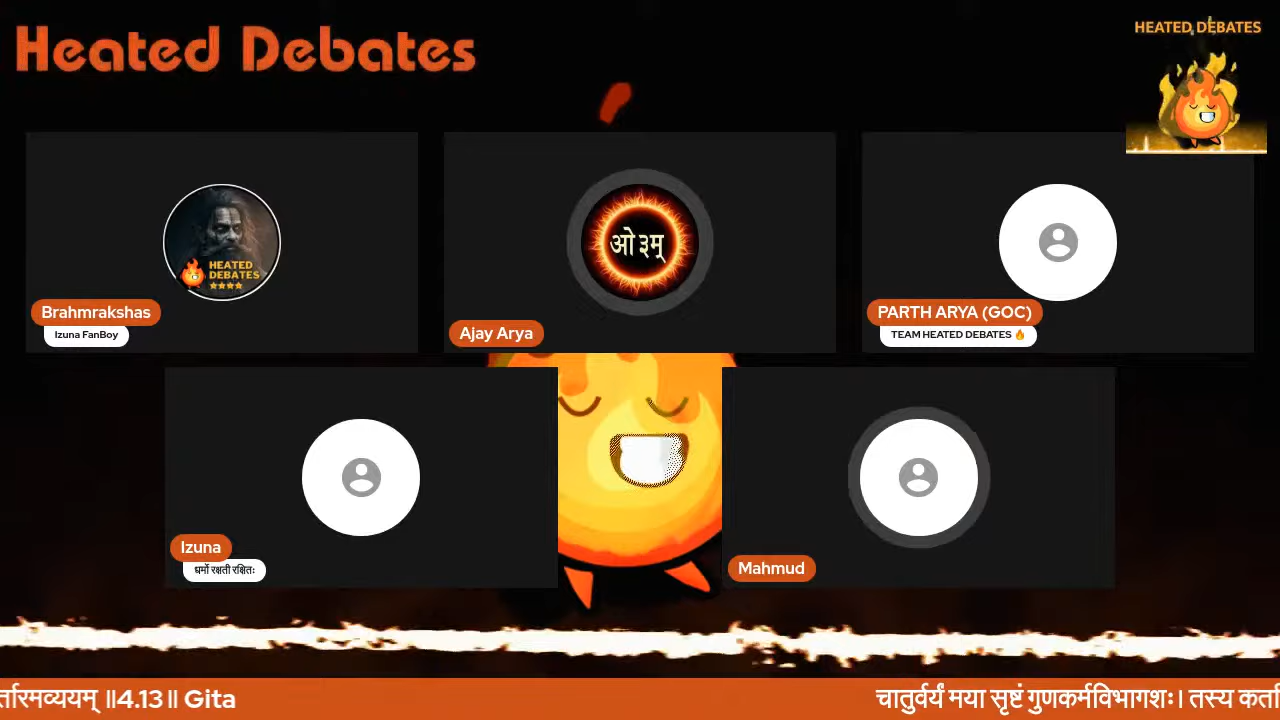 Heated Debates
HEATED DEBATES
HEATED
DEBATES
ओ३म्
Brahmrakshas
Izuna FanBoy
Ajay Arya
PARTH ARYA (GOC)
TEAM HEATED DEBATES 🔥
Izuna
धर्मो रक्षती रक्षितः
Mahmud
र्तारमव्ययम् ॥4.13॥ Gita
चातुर्वर्यं मया सृष्टं गुणकर्मविभागशः। तस्य कर्ता